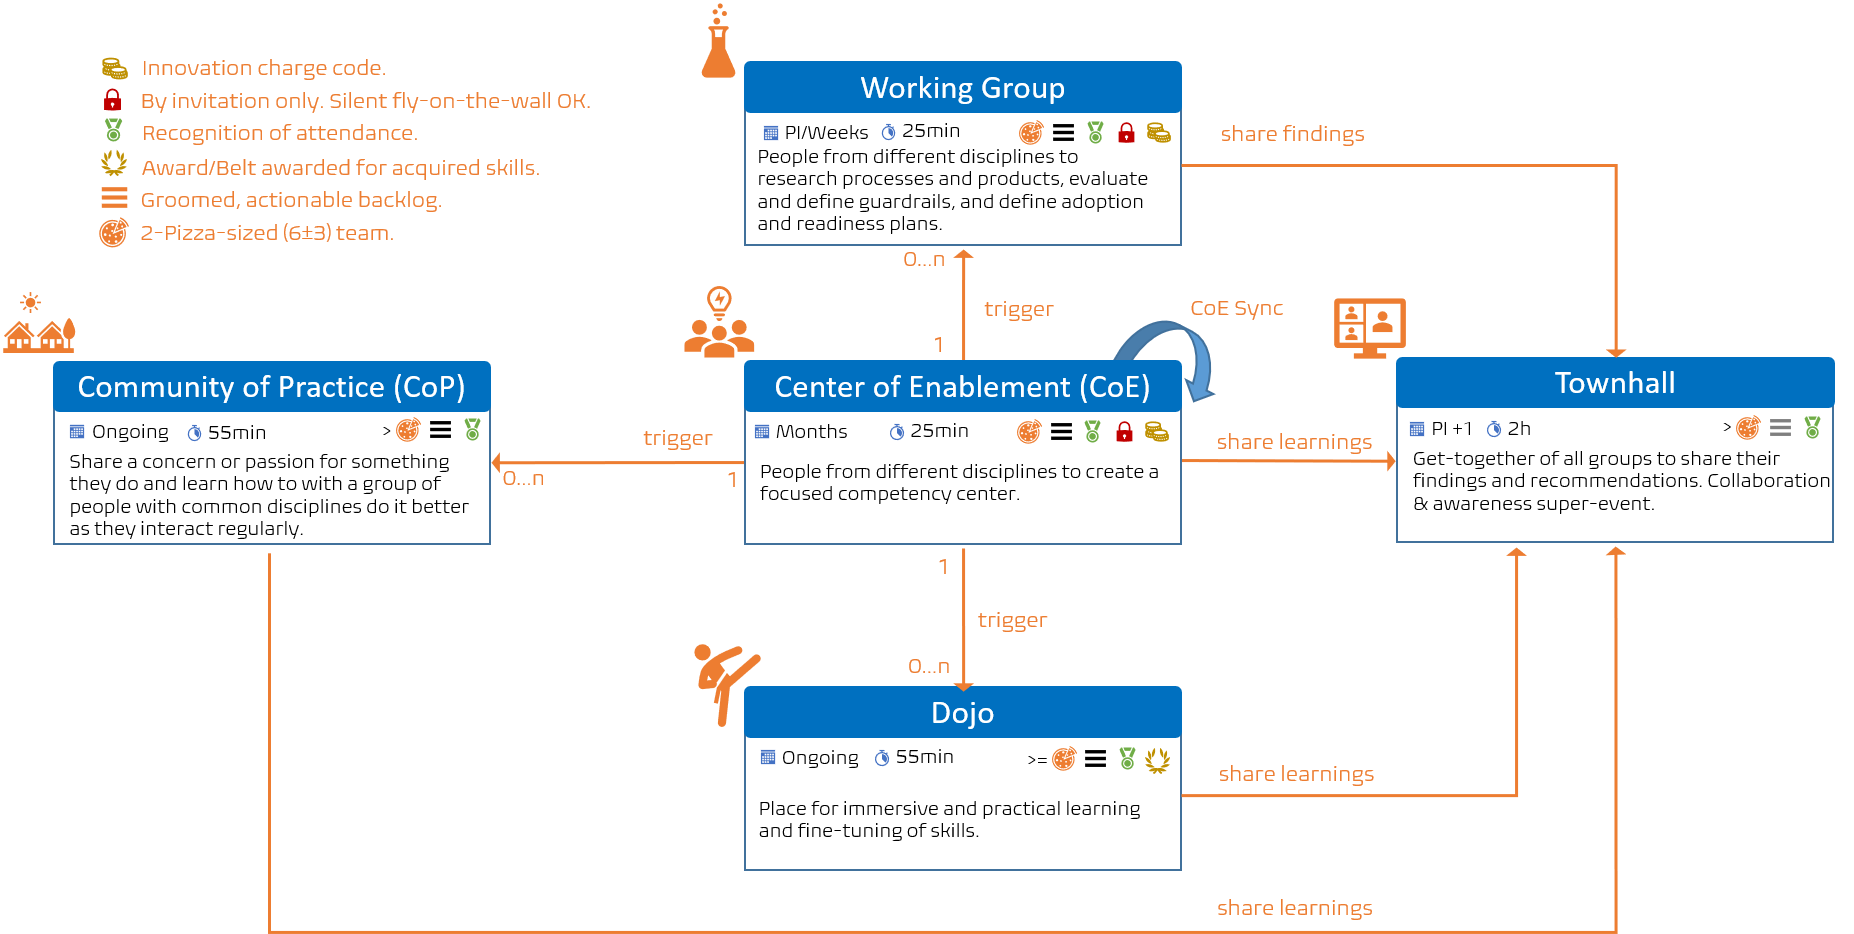 Innovation charge code.
By invitation only. Silent fly-on-the-wall OK.
Recognition of attendance.
Award/Belt awarded for acquired skills.
Groomed, actionable backlog.
2-Pizza-sized (6±3) team.
Working Group
PI/Weeks 25min
People from different disciplines to
research processes and products, evaluate
and define guardrails, and define adoption
and readiness plans.
share findings
0...n
trigger
1
CoE Sync
Community of Practice (CoP)
Ongoing 55min >
Share a concern or passion for something
they do and learn how to with a group of
people with common disciplines do it better
as they interact regularly.
trigger
0...n
1
Center of Enablement (CoE)
Months 25min
People from different disciplines to create a
focused competency center.
share learnings
Townhall
PI +1 2h >
Get-together of all groups to share their
findings and recommendations. Collaboration
& awareness super-event.
1
trigger
0...n
Dojo
Ongoing 55min >=
Place for immersive and practical learning
and fine-tuning of skills.
share learnings
share learnings